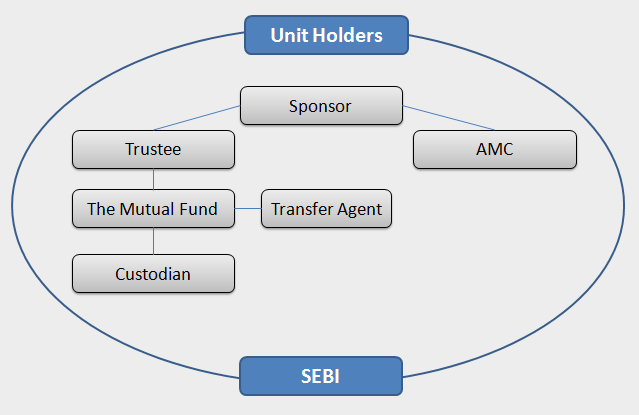 Unit Holders
Sponsor
Trustee
AMC
The Mutual Fund
Transfer Agent
Custodian
SEBI